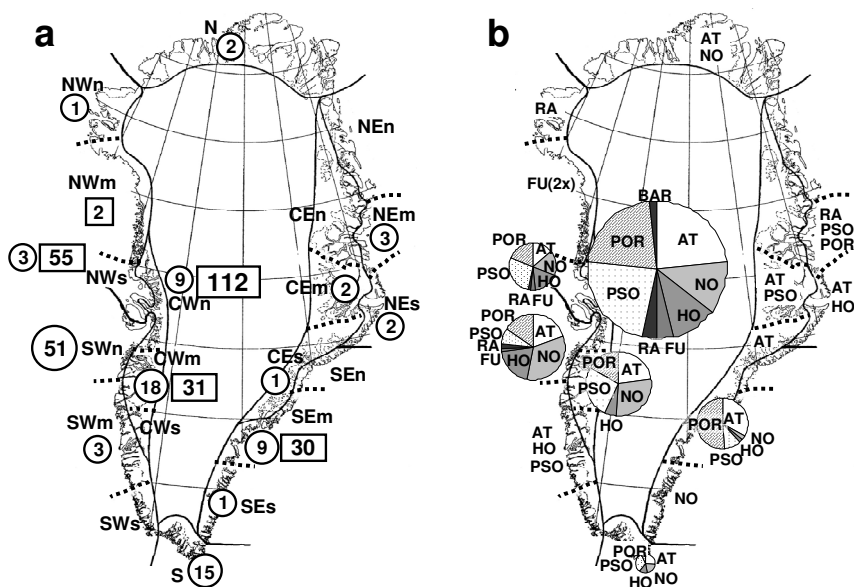 a
N
2
NWn
1
NEn
NWm
2
CEn
NEm
3
3 55
NWs
9 112
CWn
CEm
2
NEs
2
51
SWn
CWm
CEs
1
SEn
18 31
SWm
3
CWs
SEm
9 30
1
SEs
SWs
S 15
b
AT
NO
RA
FU(2x)
BAR
POR
AT
PSO
NO
HO
RA FU
RA
PSO
POR
POR
AT
PSO
NO
HO
RA FU
AT
PSO
AT
HO
POR
PSO
AT
RA
FU
HO
NO
AT
POR
AT
PSO
NO
HO
POR
AT
NO
HO
PSO
AT
HO
PSO
NO
POR
AT
PSO
HO
NO